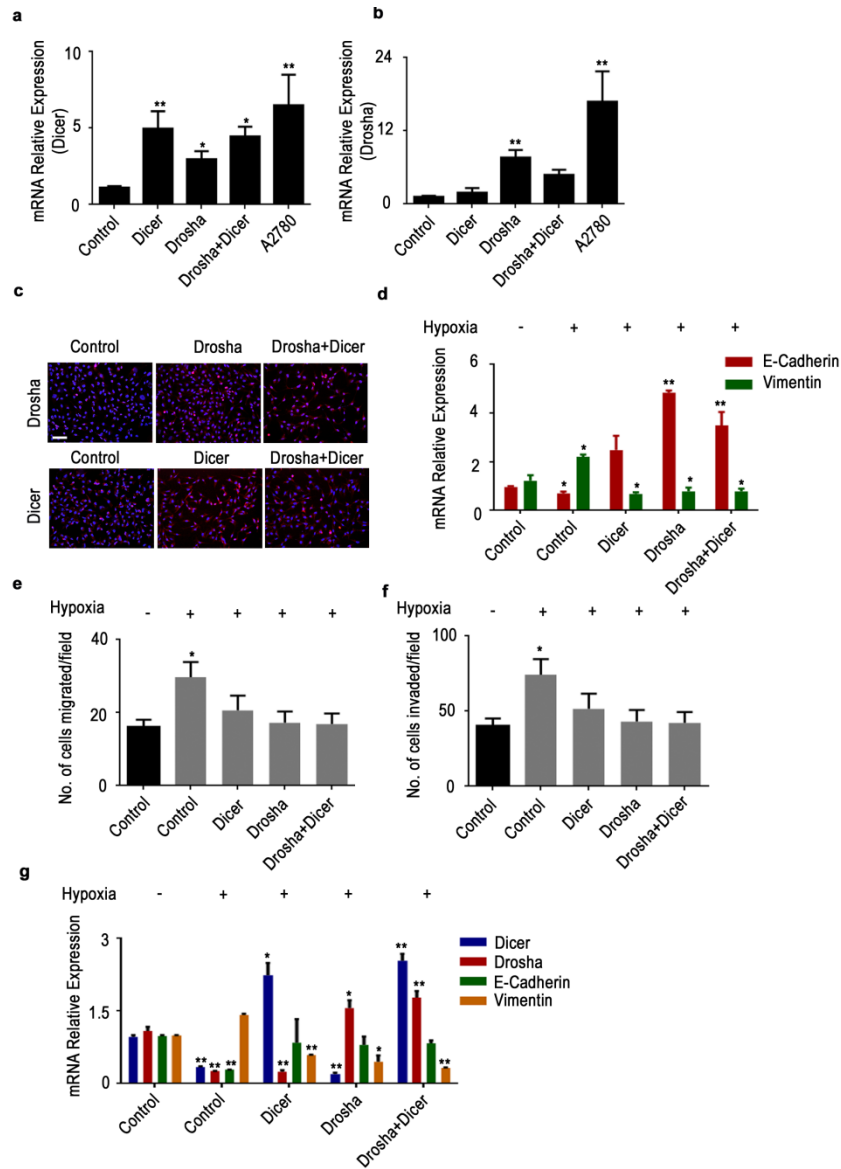 a
mRNA Relative Expression
(Dicer)
10
5
0
**
*
*
**
Control
Dicer
Drosha
Drosha+Dicer
A2780
b
mRNA Relative Expression
(Drosha)
24
12
0
**
**
Control
Dicer
Drosha
Drosha+Dicer
A2780
c
Control Drosha Drosha+Dicer
Drosha
Control Dicer Drosha+Dicer
Dicer
d
Hypoxia - + + + +
mRNA Relative Expression
6
4
2
0
E-Cadherin
Vimentin
* * * ** * ** *
Control
Control
Dicer
Drosha
Drosha+Dicer
e
Hypoxia - + + + +
No. of cells migrated/field
40
20
0
*
Control
Control
Dicer
Drosha
Drosha+Dicer
f
Hypoxia - + + + +
No. of cells invaded/field
100
50
0
*
Control
Control
Dicer
Drosha
Drosha+Dicer
g
Hypoxia - + + + +
mRNA Relative Expression
3
1.5
0
Dicer
Drosha
E-Cadherin
Vimentin
** ** ** * ** ** ** * * ** ** **
Control
Control
Dicer
Drosha
Drosha+Dicer